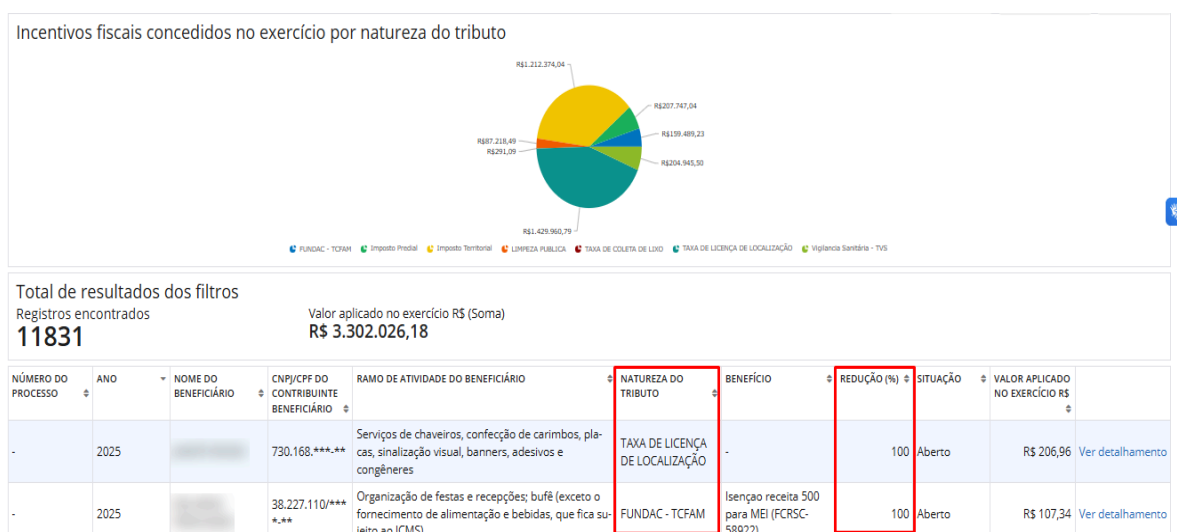 Incentivos fiscais concedidos no exercício por natureza do tributo
R$1.212.374,04
R$207.747,04
R$159.489,23
R$87.218,49
R$291,09
R$204.945,50
R$1.429.960,79
FUNDAC - TCFAM Imposto Predial Imposto Territorial LIMPEZA PUBLICA TAXA DE COLETA DE LIXO TAXA DE LICENÇA DE LOCALIZAÇÃO Vigilancia Sanitária - TVS
Total de resultados dos filtros
Registros encontrados Valor aplicado no exercício R$ (Soma)
11831 R$ 3.302.026,18
NÚMERO DO PROCESSO ANO NOME DO BENEFICIÁRIO CNPJ/CPF DO CONTRIBUINTE BENEFICIÁRIO RAMO DE ATIVIDADE DO BENEFICIÁRIO NATUREZA DO TRIBUTO BENEFÍCIO REDUÇÃO (%) SITUAÇÃO VALOR APLICADO NO EXERCÍCIO R$
- 2025 730.168.***-** Serviços de chaveiros, confecção de carimbos, pla-
cas, sinalização visual, banners, adesivos e
congêneres
TAXA DE LICENÇA
DE LOCALIZAÇÃO
- 100 Aberto R$ 206,96 Ver detalhamento
- 2025 38.227.110/***
*-**
Organização de festas e recepções; bufê (exceto o
fornecimento de alimentação e bebidas, que fica su-
jeito ao ICMS)
FUNDAC - TCFAM
Isençao receita 500
para MEI (FCRSC-
58922)
100 Aberto R$ 107,34 Ver detalhamento